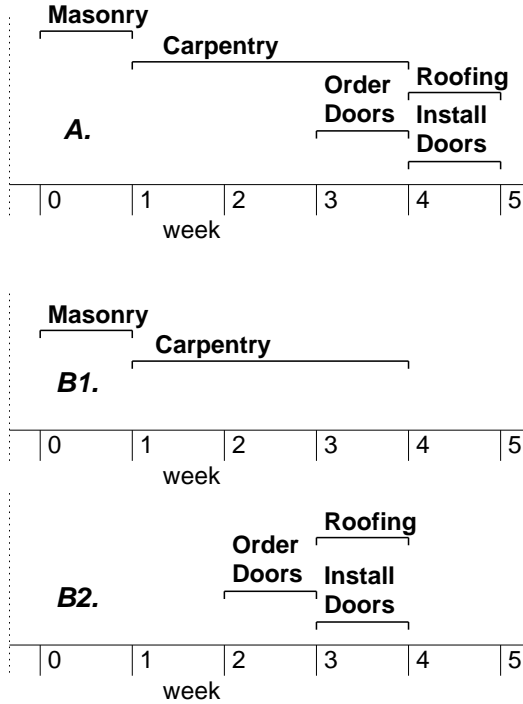 Masonry
Carpentry
Order
Doors
Roofing
Install
Doors
A.
0 1 2 3 4 5
week
Masonry
Carpentry
B1.
0 1 2 3 4 5
week
Roofing
Order
Doors
Install
Doors
B2.
0 1 2 3 4 5
week